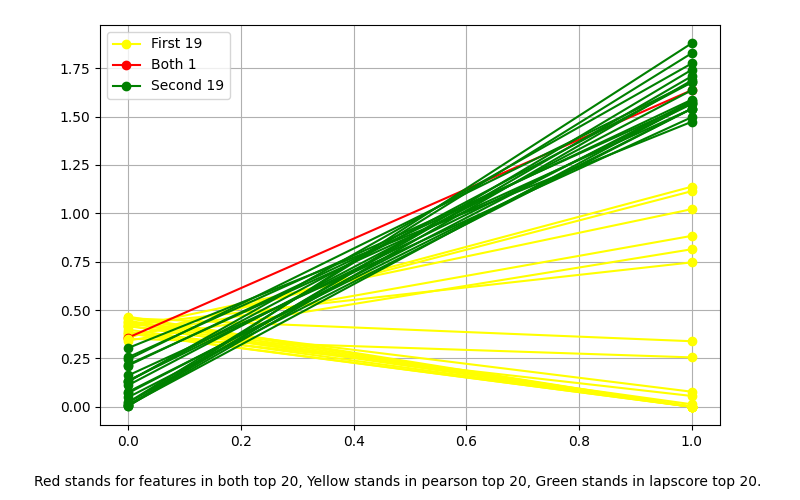 First 19
Both 1
Second 19
1.75
1.50
1.25
1.00
0.75
0.50
0.25
0.00
0.0 0.2 0.4 0.6 0.8 1.0
Red stands for features in both top 20, Yellow stands in pearson top 20, Green stands in lapscore top 20.